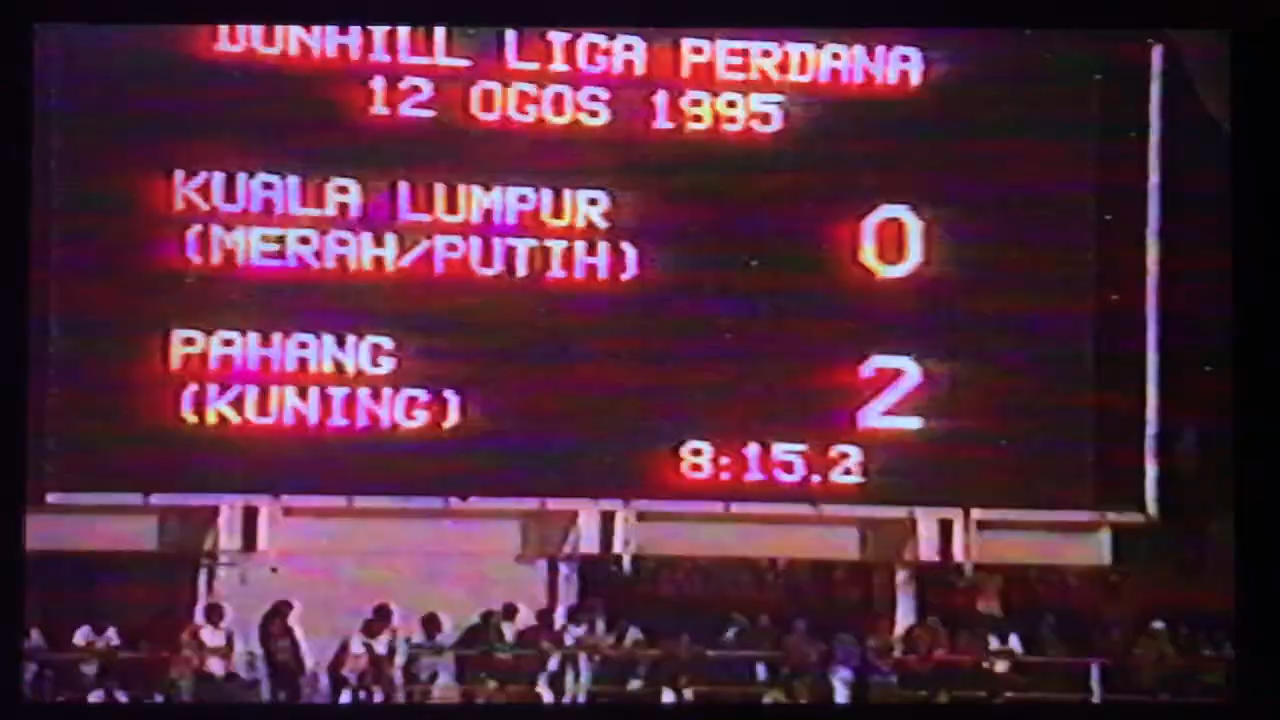 DUNHILL LIGA PERDANA
12 OGOS 1995
KUALA LUMPUR 0
(MERAH/PUTIH)
PAHANG 2
(KUNING)
8:15.2